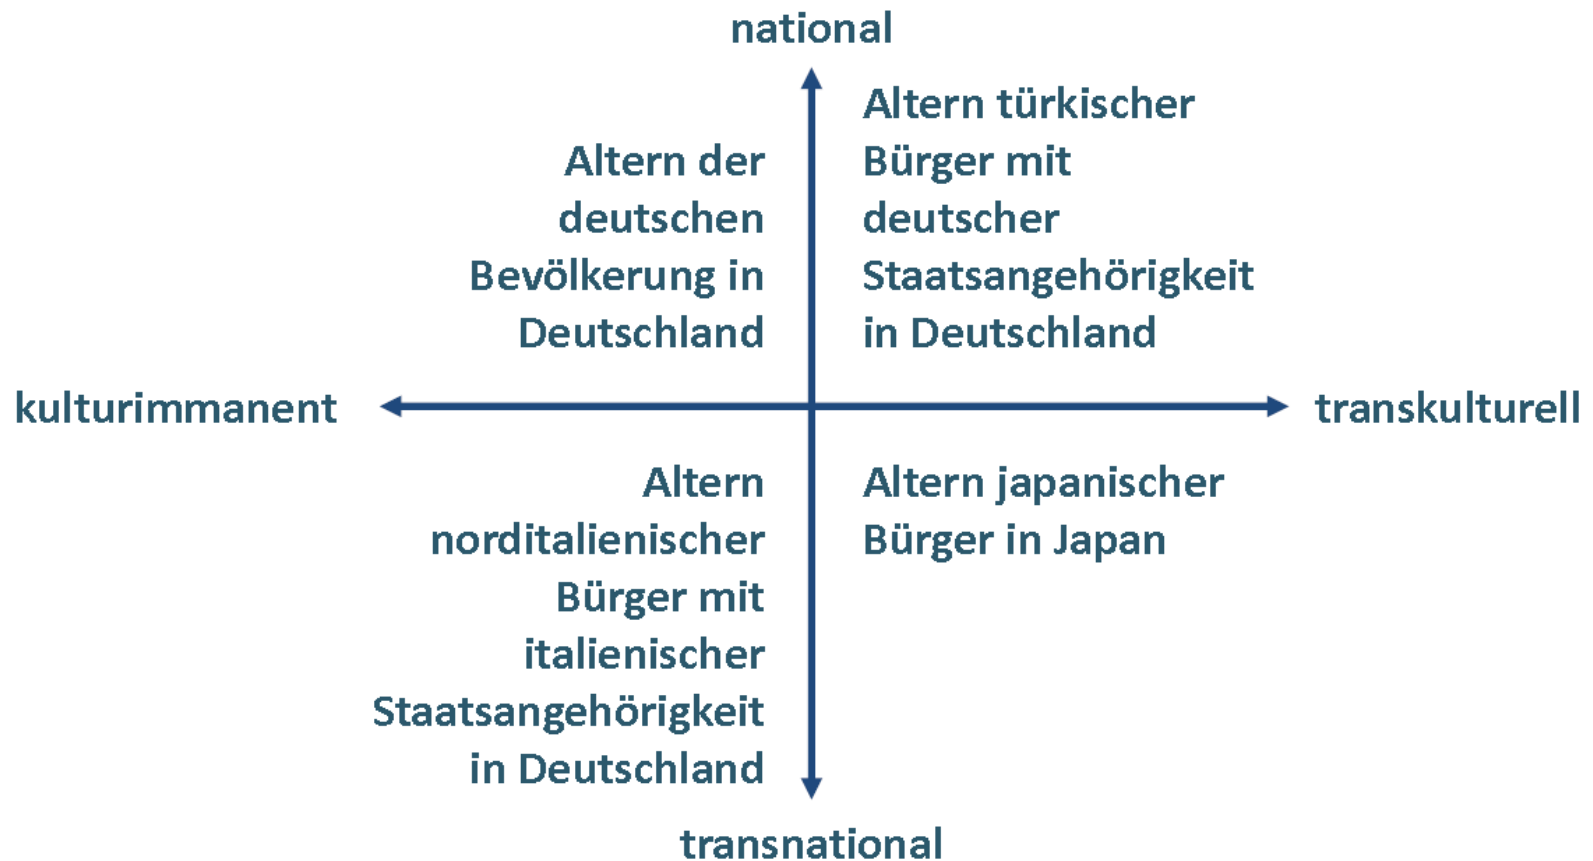 national
Altern der
deutschen
Bevölkerung in
Deutschland
Altern türkischer
Bürger mit
deutscher
Staatsangehörigkeit
in Deutschland
kulturimmanent
transkulturell
Altern
norditalienischer
Bürger mit
italienischer
Staatsangehörigkeit
in Deutschland
Altern japanischer
Bürger in Japan
transnational